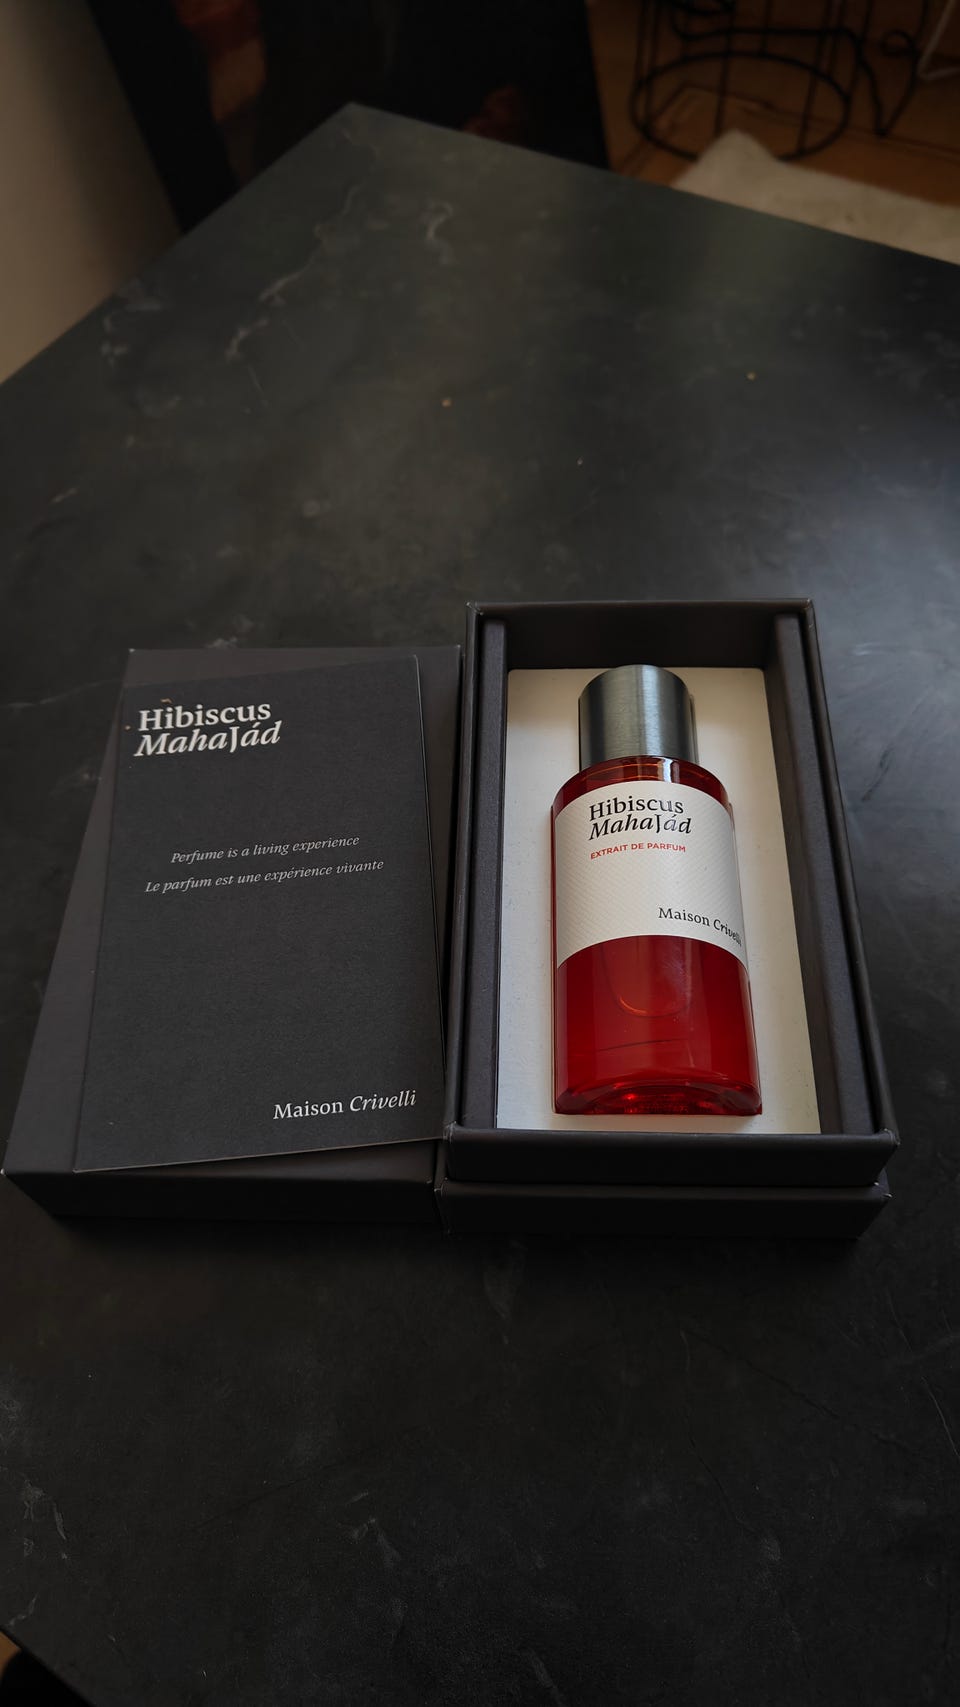 Hibiscus
MahaJád
Perfume is a living experience
Le parfum est une expérience vivante
Maison Crivelli
Hibiscus
MahaJád
EXTRAIT DE PARFUM
Maison Crivelli